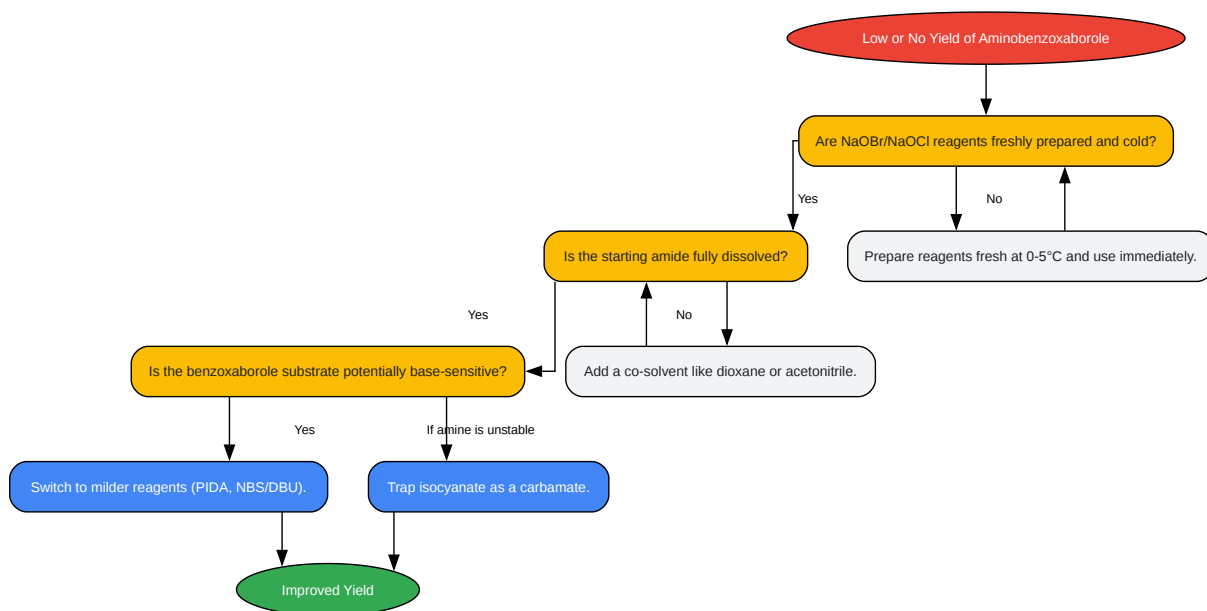 Low or No Yield of Aminobenzoxaborole
Are NaOBr/NaOCl reagents freshly prepared and cold?
Yes
No
Is the starting amide fully dissolved?
Prepare reagents fresh at 0-5°C and use immediately.
Yes
No
Is the benzoxaborole substrate potentially base-sensitive?
Add a co-solvent like dioxane or acetonitrile.
Yes
If amine is unstable
Switch to milder reagents (PIDA, NBS/DBU).
Trap isocyanate as a carbamate.
Improved Yield